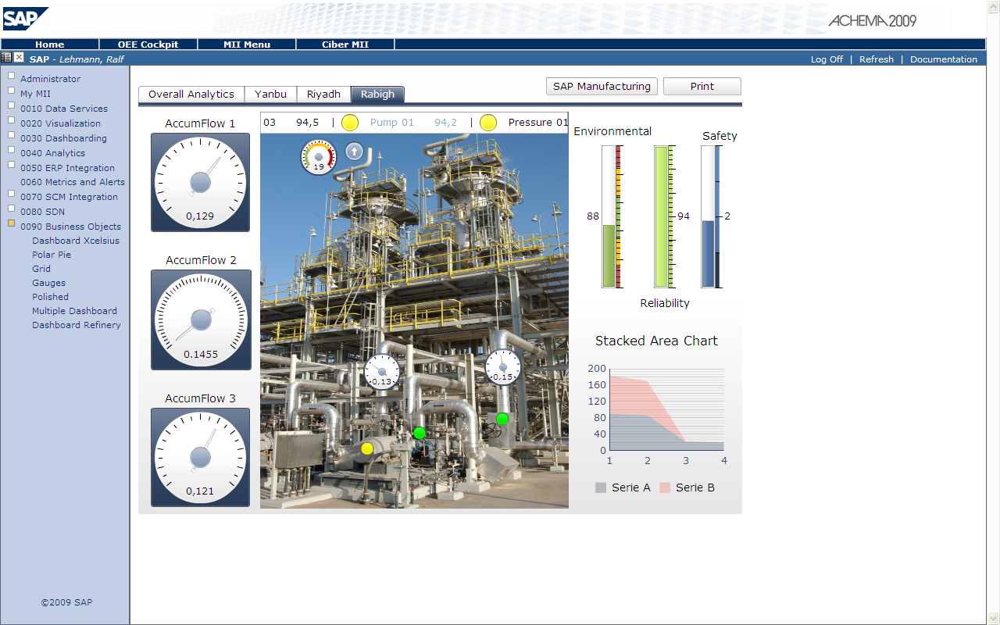 SAP
ACHEMA2009
Home
OEE Cockpit
MII Menu
Ciber MII
SAP - Lehmann, Ralf
Log Off | Refresh | Documentation
Administrator
My MII
0010 Data Services
0020 Visualization
0030 Dashboarding
0040 Analytics
0050 ERP Integration
0060 Metrics and Alerts
0070 SCM Integration
0080 SDN
0090 Business Objects
Dashboard Xcelsius
Polar Pie
Grid
Gauges
Polished
Multiple Dashboard
Dashboard Refinery
©2009 SAP
Overall Analytics
Yanbu
Riyadh
Rabigh
SAP Manufacturing
Print
AccumFlow 1
0,129
AccumFlow 2
0.1455
AccumFlow 3
0,121
03 94,5 | Pump 01 94,2 | Pressure 01
19
0,13
0,15
Environmental
Safety
88
94
2
Reliability
Stacked Area Chart
200
160
120
80
40
0
1 2 3 4
Serie A Serie B